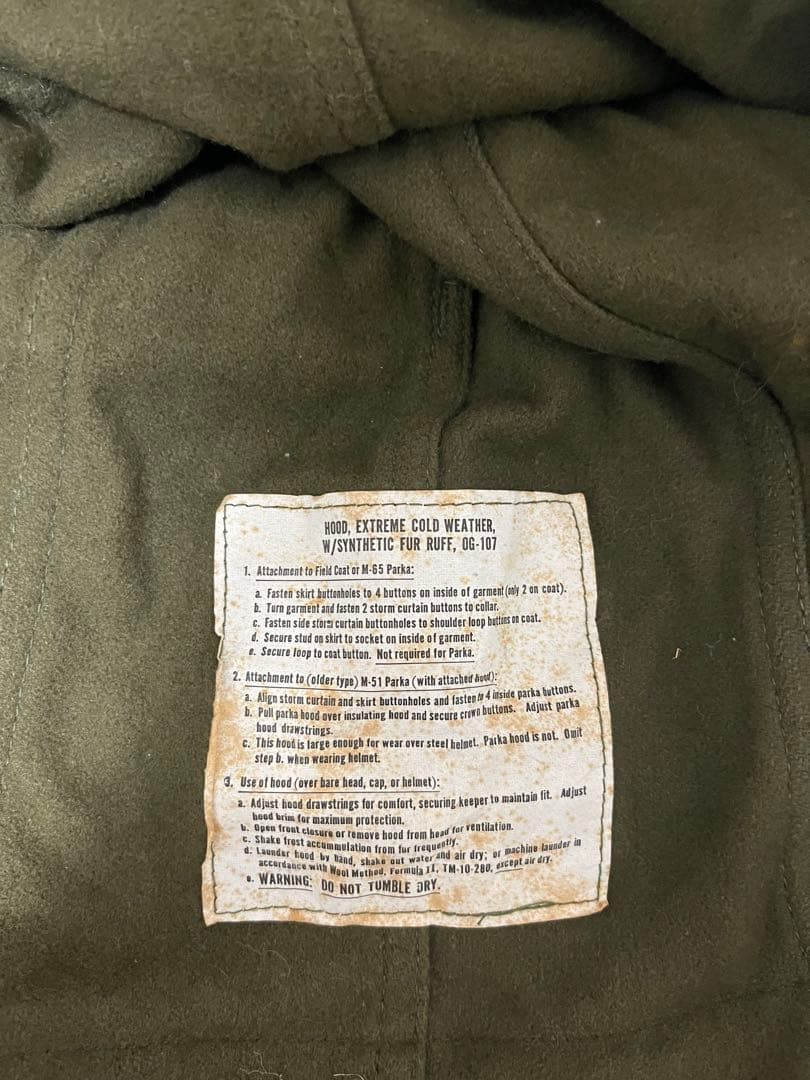 HOOD, EXTREME COLD WEATHER,
W/SYNTHETIC FUR RUFF, OG-107
1. Attachment to Field Coat or M-65 Parka:
a. Fasten skirt buttonholes to 4 buttons on inside of garment (only 2 on coat).
b. Turn garment and fasten 2 storm curtain buttons to collar.
c. Fasten side storm curtain buttonholes to shoulder loop buttons on coat.
d. Secure stud on skirt to socket on inside of garment.
e. Secure loop to coat button. Not required for Parka.
2. Attachment to (older type) M-51 Parka (with attached hood):
a. Align storm curtain and skirt buttonholes and fasten to 4 inside parka buttons.
b. Pull parka hood over insulating hood and secure crown buttons. Adjust parka
hood drawstrings.
c. This hood is large enough for wear over steel helmet. Parka hood is not. Omit
step b. when wearing helmet.
3. Use of hood (over bare head, cap, or helmet):
a. Adjust hood drawstrings for comfort, securing keeper to maintain fit. Adjust
hood brim for maximum protection.
b. Open front closure or remove hood from head for ventilation.
c. Shake frost accummulation from fur frequently.
d. Launder hood by hand, shake out water and air dry; or machine launder in
accordance with Wool Method, Formula II, TM-10-280, except air dry.
e. WARNING: DO NOT TUMBLE DRY.